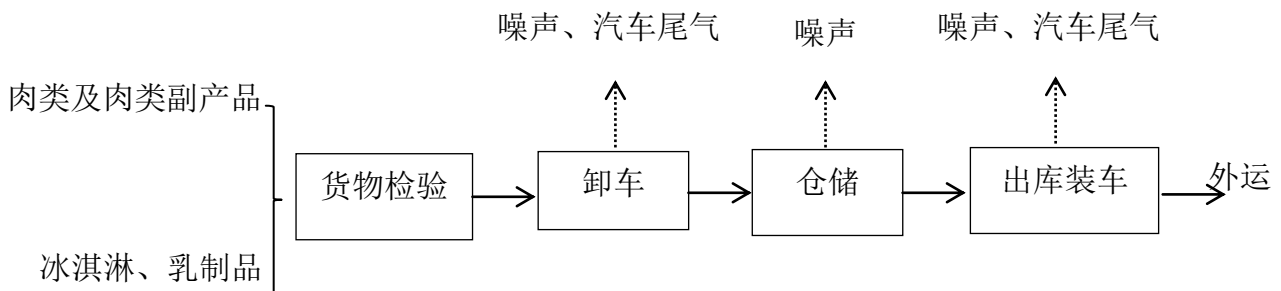 噪声、汽车尾气
噪声
噪声、汽车尾气
肉类及肉类副产品
货物检验
卸车
仓储
出库装车
外运
冰淇淋、乳制品